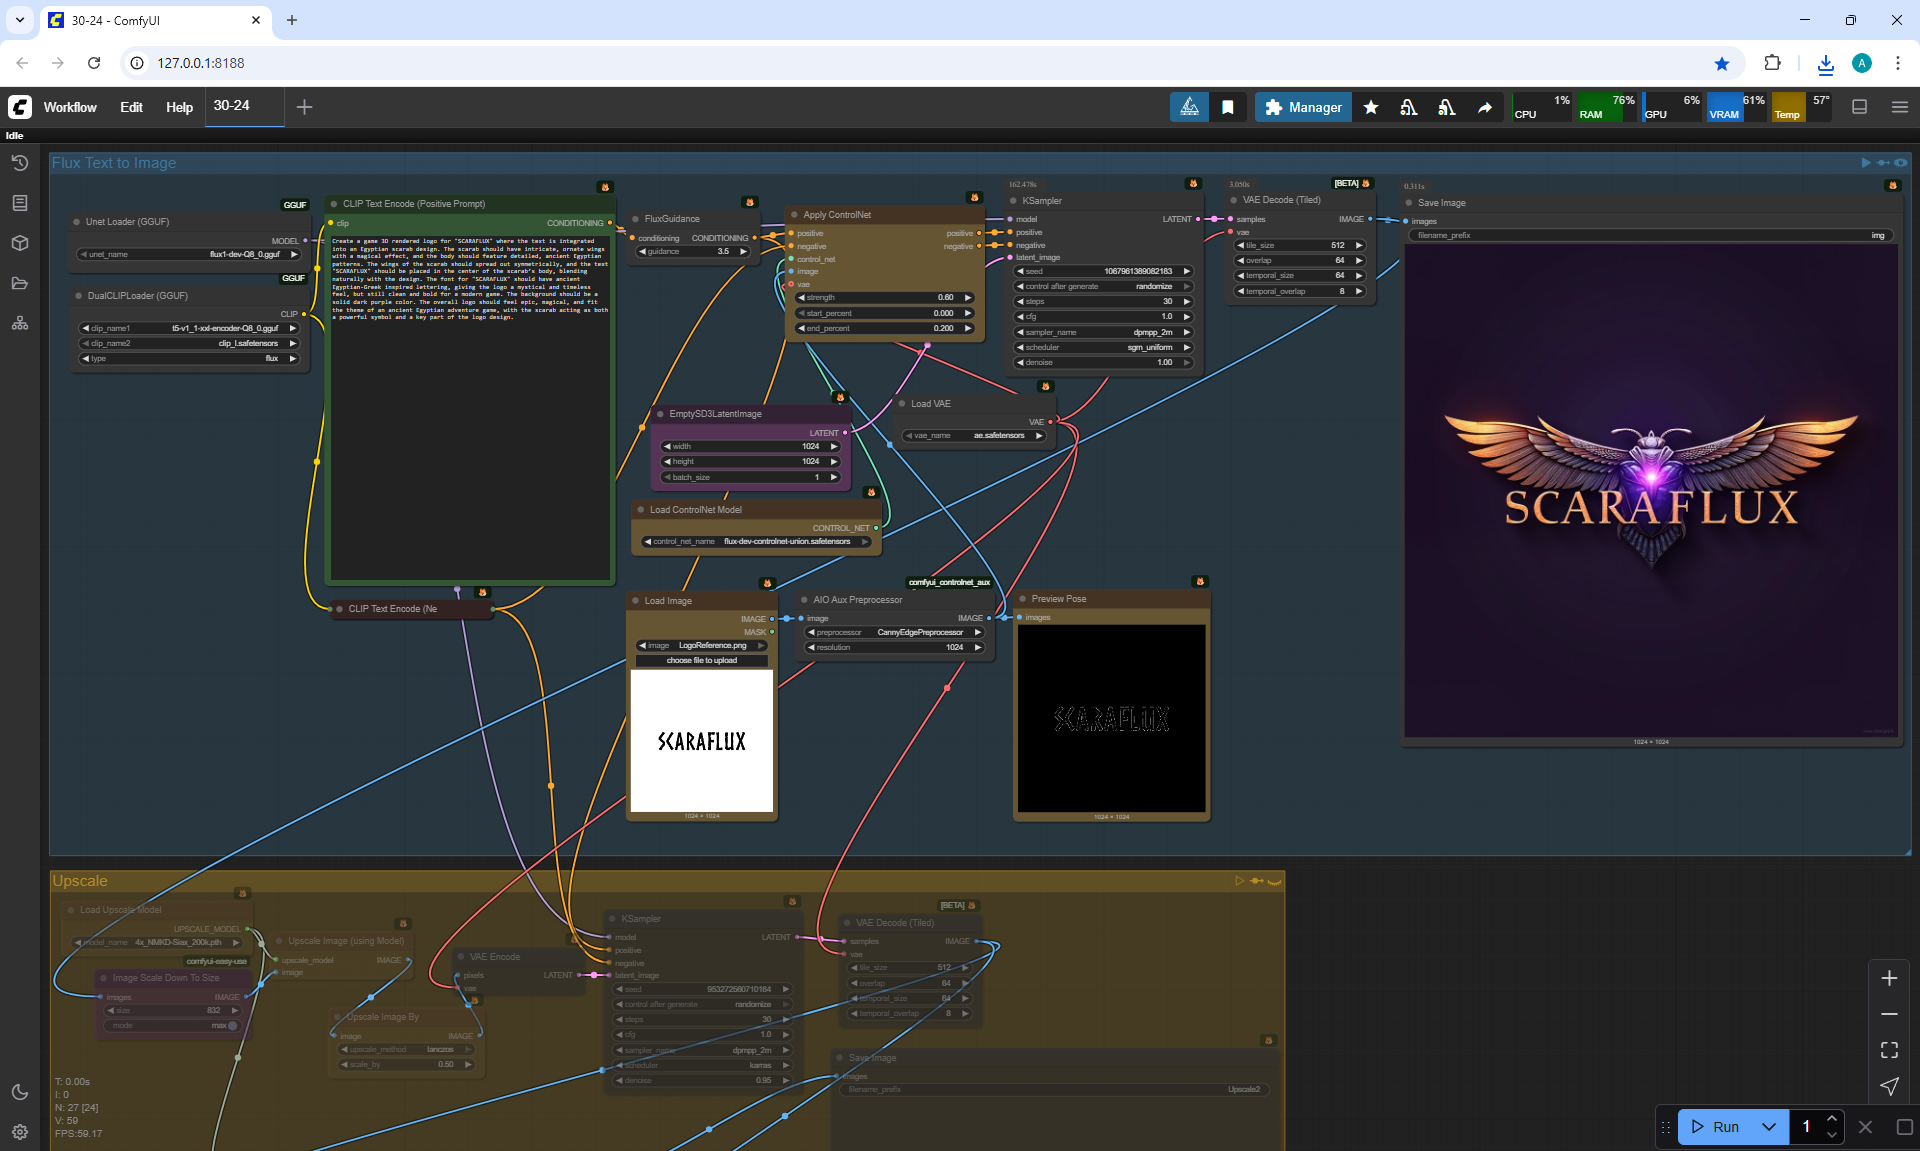 30-24 - ComfyUI
127.0.0.1:8188
A
Workflow
Edit
Help
30-24
Manager
CPU 1%
RAM 76%
GPU 6%
VRAM 61%
Temp 57°
Idle
Flux Text to Image
GGUF
Unet Loader (GGUF)
MODEL
unet_name flux1-dev-Q8_0.gguf
GGUF
DualCLIPLoader (GGUF)
CLIP
clip_name1 t5-v1_1-xxl-encoder-Q8_0.gguf
clip_name2 clip_l.safetensors
type flux
CLIP Text Encode (Positive Prompt)
clip CONDITIONING
Create a game 3D rendered logo for "SCARAFLUX" where the text is integrated
into an Egyptian scarab design. The scarab should have intricate, ornate wings
with a magical effect, and the body should feature detailed, ancient Egyptian
patterns. The wings of the scarab should spread out symmetrically, and the text
"SCARAFLUX" should be placed in the center of the scarab's body, blending
naturally with the design. The font for "SCARAFLUX" should have ancient
Egyptian-Greek inspired lettering, giving the logo a mystical and timeless
feel, but still clean and bold for a modern game. The background should be a
solid dark purple color. The overall logo should feel epic, magical, and fit
the theme of an ancient Egyptian adventure game, with the scarab acting as both
a powerful symbol and a key part of the logo design.
CLIP Text Encode (Ne
FluxGuidance
conditioning CONDITIONING
guidance 3.5
Apply ControlNet
positive positive
negative negative
control_net
image
vae
strength 0.60
start_percent 0.000
end_percent 0.200
162.478s
KSampler
model LATENT
positive
negative
latent_image
seed 1067961389082183
control after generate randomize
steps 30
cfg 1.0
sampler_name dpmpp_2m
scheduler sgm_uniform
denoise 1.00
3.050s
[BETA]
VAE Decode (Tiled)
samples IMAGE
vae
tile_size 512
overlap 64
temporal_size 64
temporal_overlap 8
0.311s
Save Image
images
filename_prefix img
SCARAFLUX
1024 × 1024
EmptySD3LatentImage
LATENT
width 1024
height 1024
batch_size 1
Load VAE
VAE
vae_name ae.safetensors
Load ControlNet Model
CONTROL_NET
control_net_name flux-dev-controlnet-union.safetensors
Load Image
IMAGE
MASK
image LogoReference.png
choose file to upload
SCARAFLUX
1024 × 1024
comfyui_controlnet_aux
AIO Aux Preprocessor
image IMAGE
preprocessor CannyEdgePreprocessor
resolution 1024
Preview Pose
images
SCARAFLUX
1024 × 1024
Upscale
Load Upscale Model
UPSCALE_MODEL
model_name 4x_NMKD-Siax_200k.pth
comfyui-easy-use
Image Scale Down To Size
images IMAGE
size 832
mode max
Upscale Image (using Model)
upscale_model IMAGE
image
Upscale Image By
image IMAGE
upscale_method lanczos
scale_by 0.50
VAE Encode
pixels LATENT
vae
KSampler
model LATENT
positive
negative
latent_image
seed 953272580710164
control after generate randomize
steps 30
cfg 1.0
sampler_name dpmpp_2m
scheduler karras
denoise 0.95
[BETA]
VAE Decode (Tiled)
samples IMAGE
vae
tile_size 512
overlap 64
temporal_size 64
temporal_overlap 8
Save Image
images
filename_prefix Upscale2
T: 0.00s
I: 0
N: 27 [24]
V: 59
FPS:59.17
Run
1